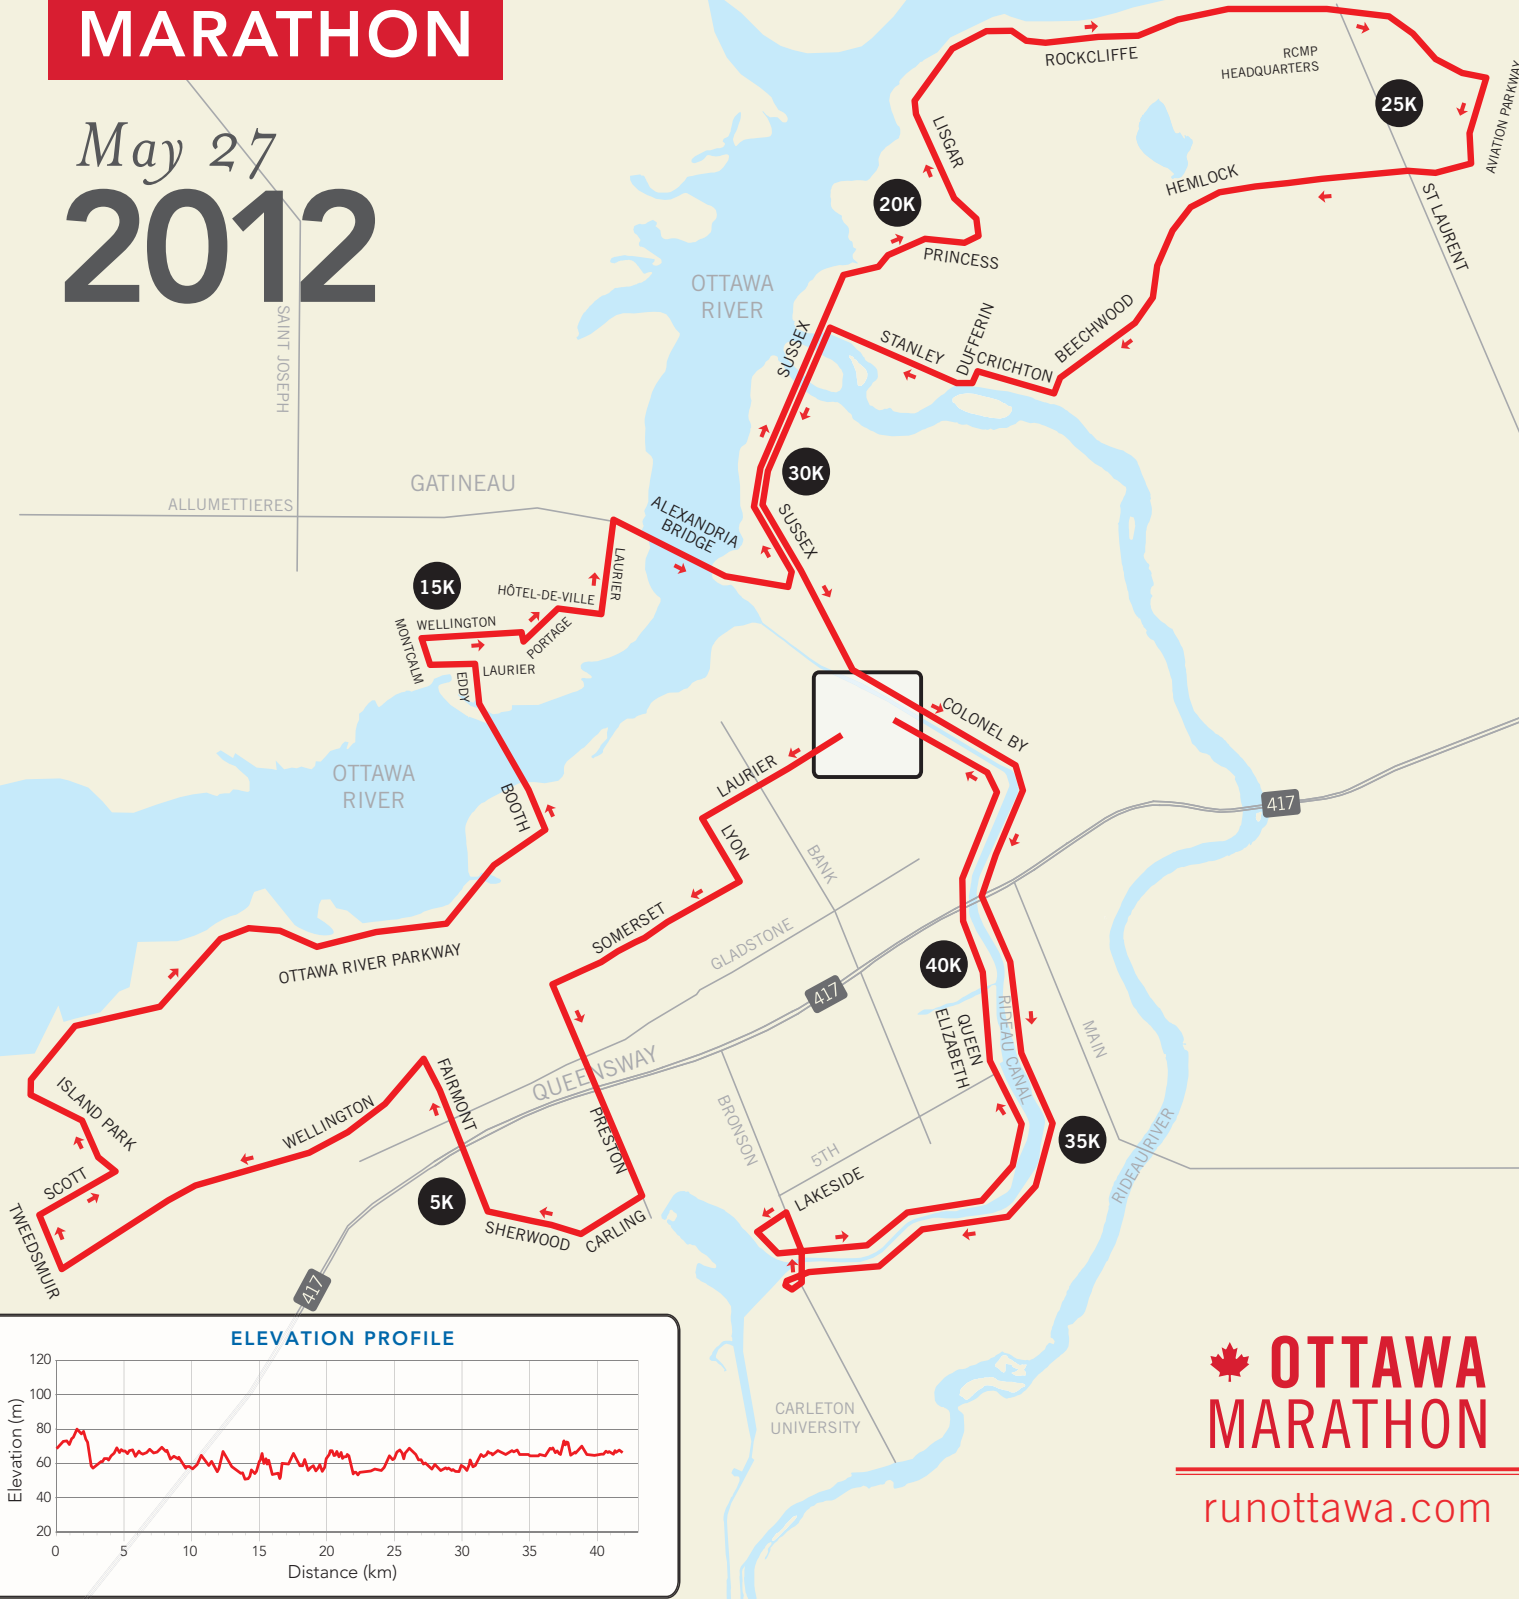 MARATHON
May 27
2012
ROCKCLIFFE
RCMP
HEADQUARTERS
25K
AVIATION PARKWAY
LISGAR
20K
HEMLOCK
ST LAURENT
PRINCESS
OTTAWA
RIVER
SAINT JOSEPH
SUSSEX
STANLEY
DUFFERIN
CRICHTON
BEECHWOOD
GATINEAU
ALLUMETTIERES
30K
ALEXANDRIA
BRIDGE
SUSSEX
LAURIER
15K
HÔTEL-DE-VILLE
WELLINGTON
PORTAGE
MONTCALM
LAURIER
EDDY
COLONEL BY
OTTAWA
RIVER
BOOTH
LAURIER
LYON
BANK
417
SOMERSET
GLADSTONE
OTTAWA RIVER PARKWAY
40K
417
QUEEN
ELIZABETH
RIDEAU CANAL
MAIN
QUEENSWAY
ISLAND PARK
FAIRMONT
WELLINGTON
PRESTON
BRONSON
5TH
35K
RIDEAU RIVER
SCOTT
LAKESIDE
5K
TWEEDSMUIR
SHERWOOD
CARLING
417
CARLETON
UNIVERSITY
ELEVATION PROFILE
120
100
80
60
40
20
Elevation (m)
0 5 10 15 20 25 30 35 40
Distance (km)
OTTAWA
MARATHON
runottawa.com